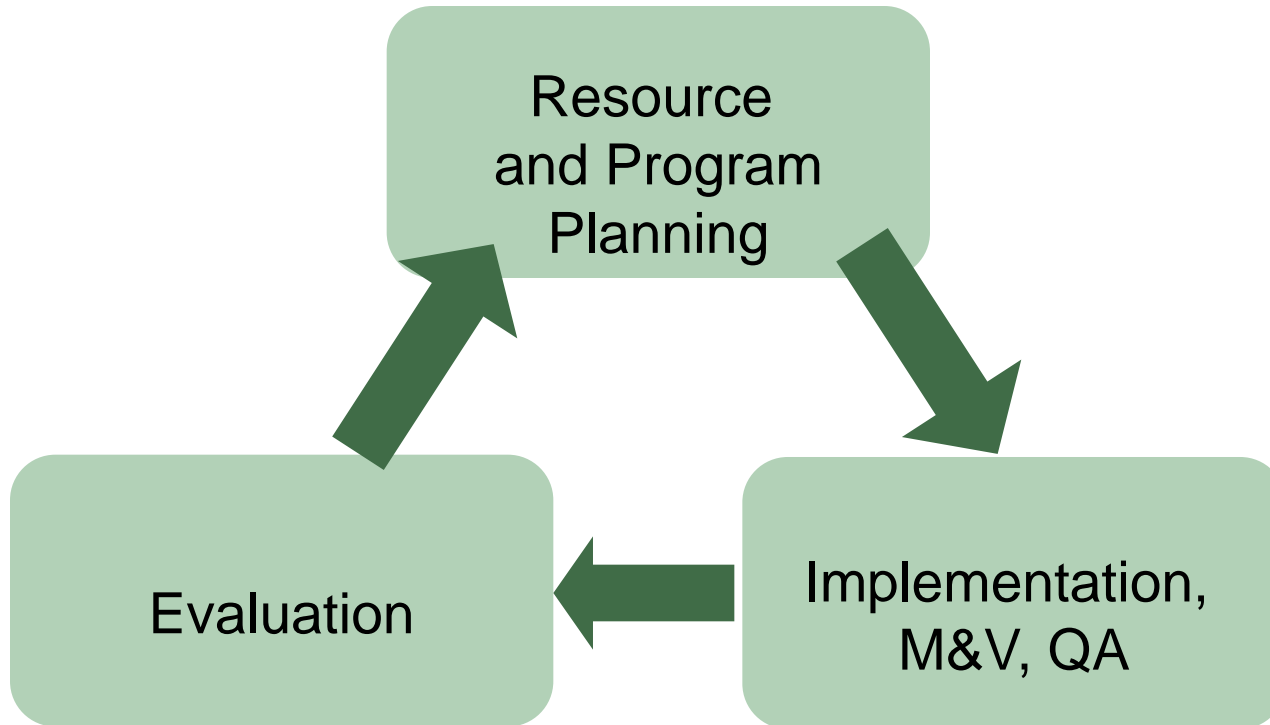 Resource
and Program
Planning
Evaluation
Implementation,
M&V, QA